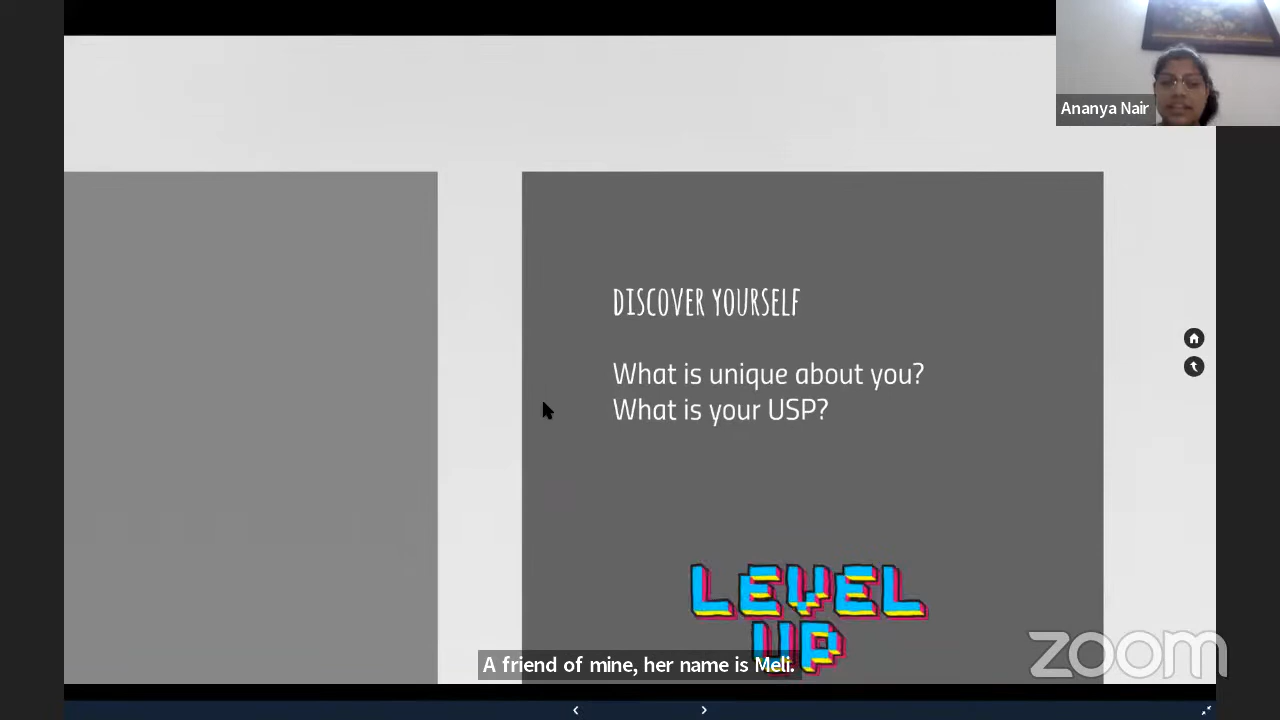 Ananya Nair
DISCOVER YOURSELF
What is unique about you?
What is your USP?
LEVEL
UP
A friend of mine, her name is Meli.
zoom